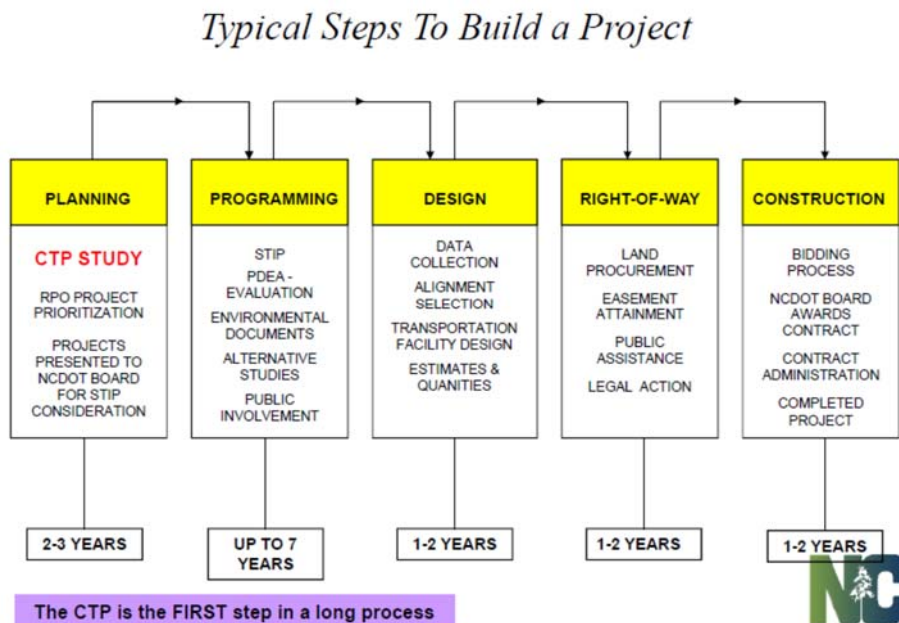 Typical Steps To Build a Project
PLANNING
CTP STUDY
RPO PROJECT
PRIORITIZATION
PROJECTS
PRESENTED TO
NCDOT BOARD
FOR STIP
CONSIDERATION
2-3 YEARS
PROGRAMMING
STIP
PDEA -
EVALUATION
ENVIRONMENTAL
DOCUMENTS
ALTERNATIVE
STUDIES
PUBLIC
INVOLVEMENT
UP TO 7
YEARS
DESIGN
DATA
COLLECTION
ALIGNMENT
SELECTION
TRANSPORTATION
FACILITY DESIGN
ESTIMATES &
QUANITIES
1-2 YEARS
RIGHT-OF-WAY
LAND
PROCUREMENT
EASEMENT
ATTAINMENT
PUBLIC
ASSISTANCE
LEGAL ACTION
1-2 YEARS
CONSTRUCTION
BIDDING
PROCESS
NCDOT BOARD
AWARDS
CONTRACT
CONTRACT
ADMINISTRATION
COMPLETED
PROJECT
1-2 YEARS
The CTP is the FIRST step in a long process
NC